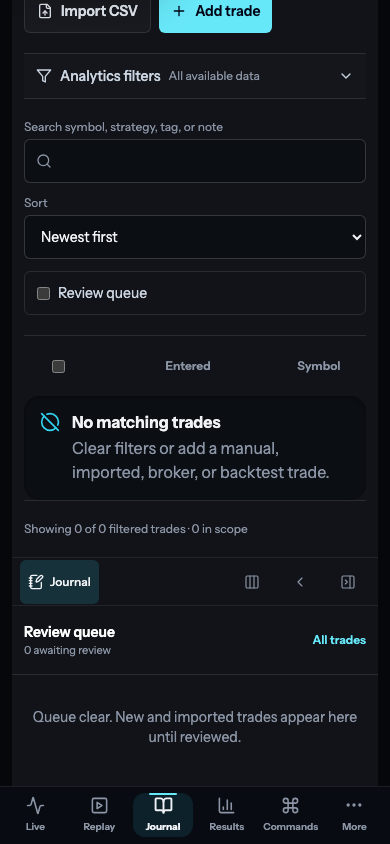 Import CSV
+ Add trade
Analytics filters All available data
Search symbol, strategy, tag, or note
Sort
Newest first
Review queue
Entered Symbol
No matching trades
Clear filters or add a manual,
imported, broker, or backtest trade.
Showing 0 of 0 filtered trades · 0 in scope
Journal
Review queue
0 awaiting review
All trades
Queue clear. New and imported trades appear here
until reviewed.
Live Replay Journal Results Commands More